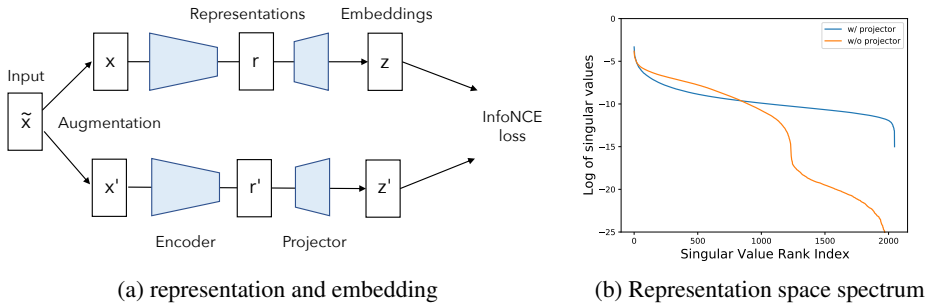 Representations
Embeddings
Input
x
r
z
x̃
Augmentation
InfoNCE
loss
x'
r'
z'
Encoder
Projector
(a) representation and embedding
w/ projector
w/o projector
Log of singular values
0
−5
−10
−15
−20
−25
0
500
1000
1500
2000
Singular Value Rank Index
(b) Representation space spectrum